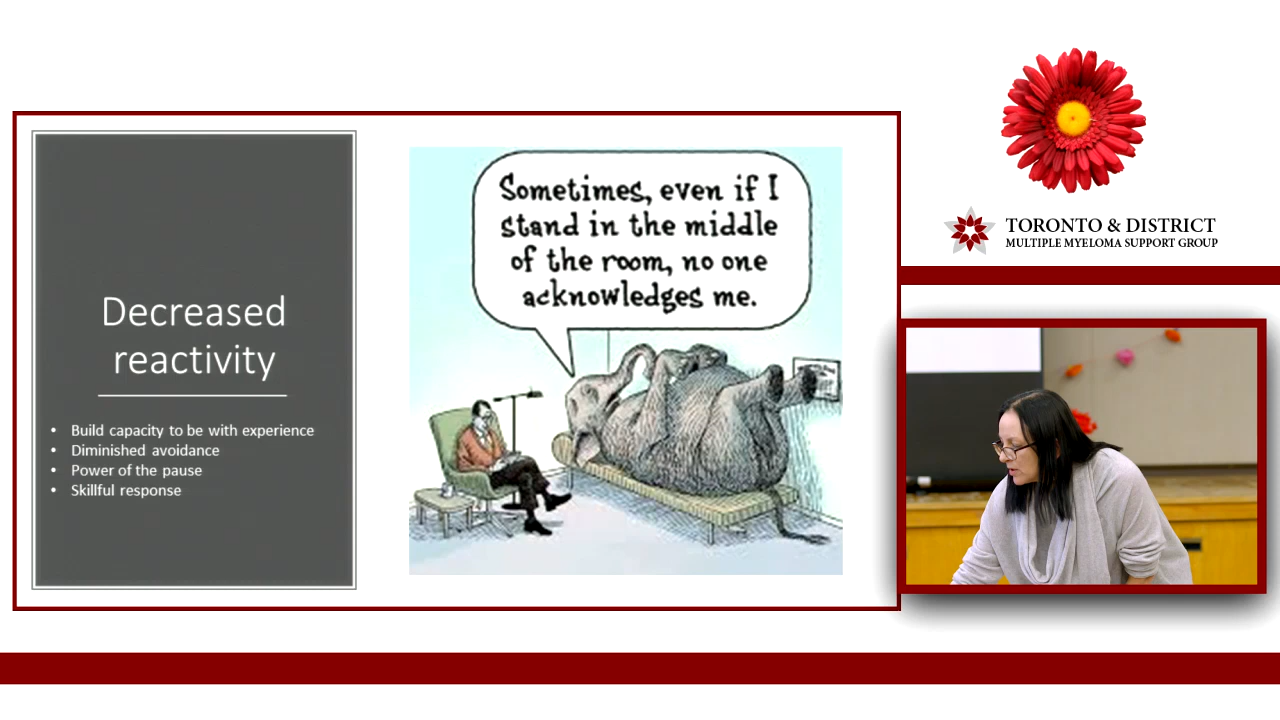 Decreased
reactivity
• Build capacity to be with experience
• Diminished avoidance
• Power of the pause
• Skillful response
Sometimes, even if I
stand in the middle
of the room, no one
acknowledges me.
TORONTO & DISTRICT
MULTIPLE MYELOMA SUPPORT GROUP